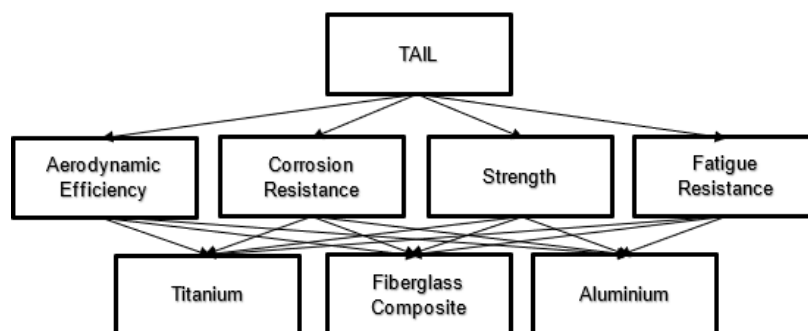 TAIL
Aerodynamic
Efficiency
Corrosion
Resistance
Strength
Fatigue
Resistance
Titanium
Fiberglass
Composite
Aluminium